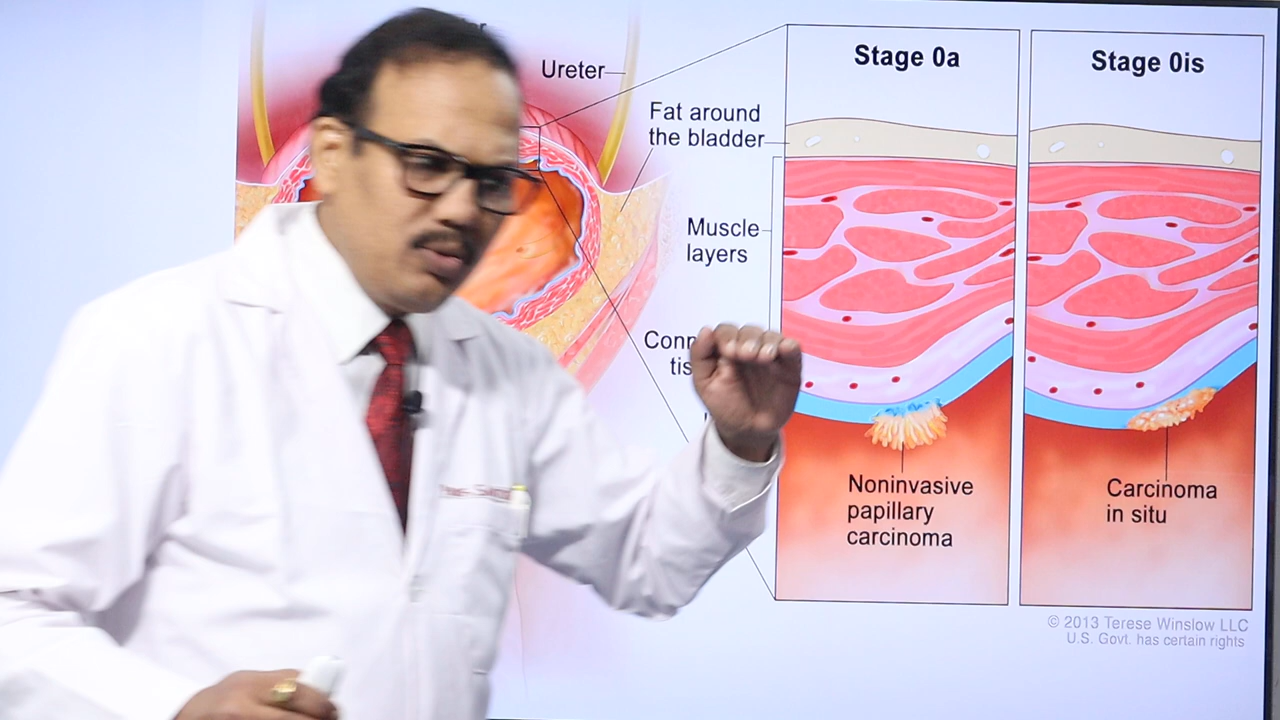 Ureter
Fat around
the bladder
Muscle
layers
Stage 0a
Noninvasive
papillary
carcinoma
Stage 0is
Carcinoma
in situ
© 2013 Terese Winslow LLC
U.S. Govt. has certain rights